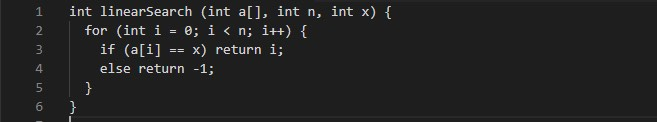 1 int linearSearch (int a[], int n, int x) {
2 for (int i = 0; i < n; i++) {
3 if (a[i] == x) return i;
4 else return -1;
5 }
6 }